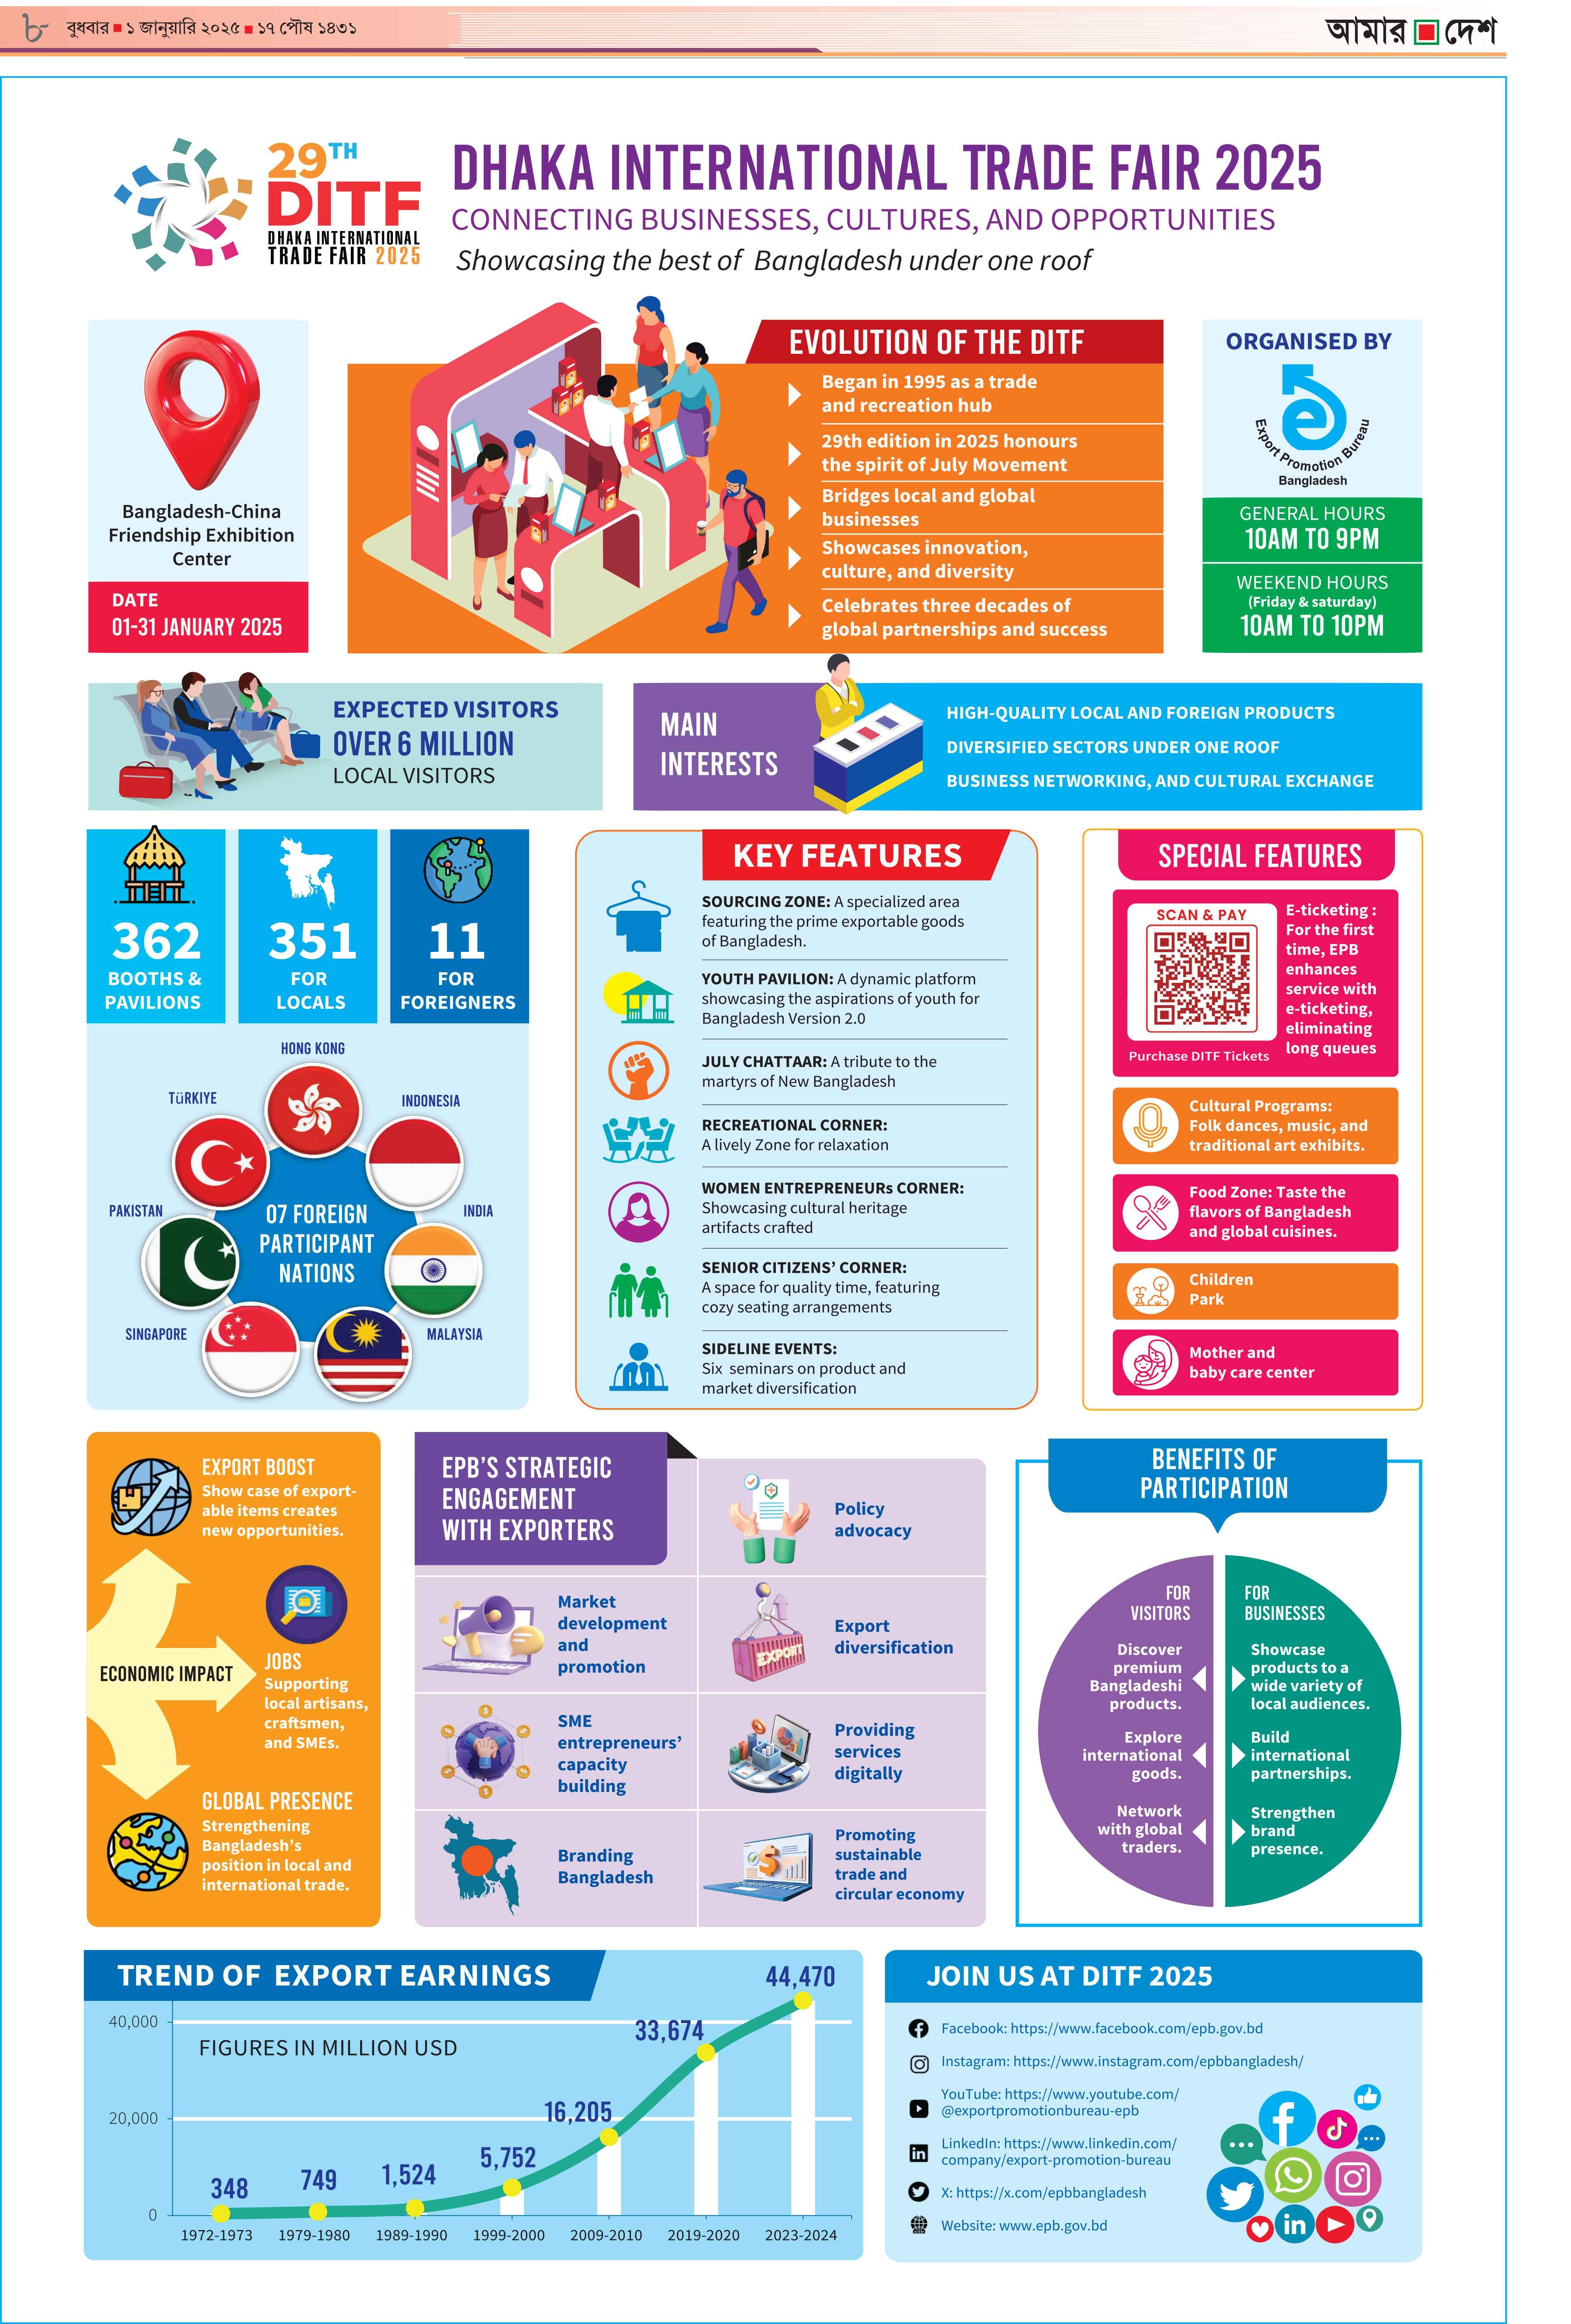 ৮ বুধবার ■ ১ জানুয়ারি ২০২৫ ■ ১৭ পৌষ ১৪৩১
আমার দেশ
29TH
DITF
DHAKA INTERNATIONAL
TRADE FAIR 2025
DHAKA INTERNATIONAL TRADE FAIR 2025
CONNECTING BUSINESSES, CULTURES, AND OPPORTUNITIES
Showcasing the best of Bangladesh under one roof
Bangladesh-China
Friendship Exhibition
Center
DATE
01-31 JANUARY 2025
EVOLUTION OF THE DITF
Began in 1995 as a trade
and recreation hub
29th edition in 2025 honours
the spirit of July Movement
Bridges local and global
businesses
Showcases innovation,
culture, and diversity
Celebrates three decades of
global partnerships and success
ORGANISED BY
Export Promotion Bureau
Bangladesh
GENERAL HOURS
10AM TO 9PM
WEEKEND HOURS
(Friday & saturday)
10AM TO 10PM
EXPECTED VISITORS
OVER 6 MILLION
LOCAL VISITORS
MAIN
INTERESTS
HIGH-QUALITY LOCAL AND FOREIGN PRODUCTS
DIVERSIFIED SECTORS UNDER ONE ROOF
BUSINESS NETWORKING, AND CULTURAL EXCHANGE
362
BOOTHS &
PAVILIONS
351
FOR
LOCALS
11
FOR
FOREIGNERS
HONG KONG
TüRKIYE
INDONESIA
PAKISTAN
INDIA
07 FOREIGN
PARTICIPANT
NATIONS
SINGAPORE
MALAYSIA
KEY FEATURES
SOURCING ZONE: A specialized area
featuring the prime exportable goods
of Bangladesh.
YOUTH PAVILION: A dynamic platform
showcasing the aspirations of youth for
Bangladesh Version 2.0
JULY CHATTAAR: A tribute to the
martyrs of New Bangladesh
RECREATIONAL CORNER:
A lively Zone for relaxation
WOMEN ENTREPRENEURs CORNER:
Showcasing cultural heritage
artifacts crafted
SENIOR CITIZENS’ CORNER:
A space for quality time, featuring
cozy seating arrangements
SIDELINE EVENTS:
Six seminars on product and
market diversification
SPECIAL FEATURES
SCAN & PAY
Purchase DITF Tickets
E-ticketing :
For the first
time, EPB
enhances
service with
e-ticketing,
eliminating
long queues
Cultural Programs:
Folk dances, music, and
traditional art exhibits.
Food Zone: Taste the
flavors of Bangladesh
and global cuisines.
Children
Park
Mother and
baby care center
EXPORT BOOST
Show case of export-
able items creates
new opportunities.
ECONOMIC IMPACT
JOBS
Supporting
local artisans,
craftsmen,
and SMEs.
GLOBAL PRESENCE
Strengthening
Bangladesh’s
position in local and
international trade.
EPB’S STRATEGIC
ENGAGEMENT
WITH EXPORTERS
Policy
advocacy
Market
development
and
promotion
EXPORT
Export
diversification
SME
entrepreneurs’
capacity
building
Providing
services
digitally
Branding
Bangladesh
Promoting
sustainable
trade and
circular economy
BENEFITS OF
PARTICIPATION
FOR
VISITORS
Discover
premium
Bangladeshi
products.
Explore
international
goods.
Network
with global
traders.
FOR
BUSINESSES
Showcase
products to a
wide variety of
local audiences.
Build
international
partnerships.
Strengthen
brand
presence.
TREND OF EXPORT EARNINGS
FIGURES IN MILLION USD
40,000
20,000
0
348
749
1,524
5,752
16,205
33,674
44,470
1972-1973
1979-1980
1989-1990
1999-2000
2009-2010
2019-2020
2023-2024
JOIN US AT DITF 2025
Facebook: https://www.facebook.com/epb.gov.bd
Instagram: https://www.instagram.com/epbbangladesh/
YouTube: https://www.youtube.com/
@exportpromotionbureau-epb
LinkedIn: https://www.linkedin.com/
company/export-promotion-bureau
X: https://x.com/epbbangladesh
Website: www.epb.gov.bd